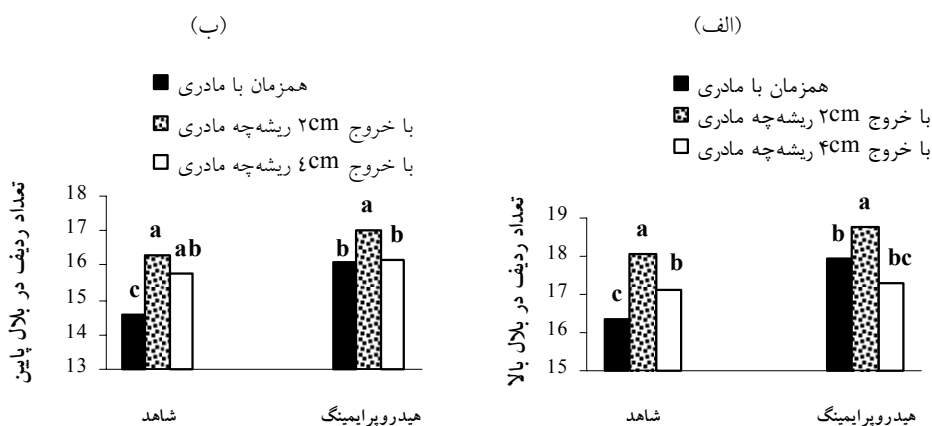 (الف)
همزمان با مادری
با خروج ۲cm ریشه‌چه مادری
با خروج ۴cm ریشه‌چه مادری
تعداد ردیف در بلال بالا
19
18
17
16
15
a
b
c
a
b
bc
شاهد
هیدروپرایمینگ
(ب)
همزمان با مادری
با خروج ۲cm ریشه‌چه مادری
با خروج ٤cm ریشه‌چه مادری
تعداد ردیف در بلال پایین
18
17
16
15
14
13
a
ab
c
a
b
b
شاهد
هیدروپرایمینگ